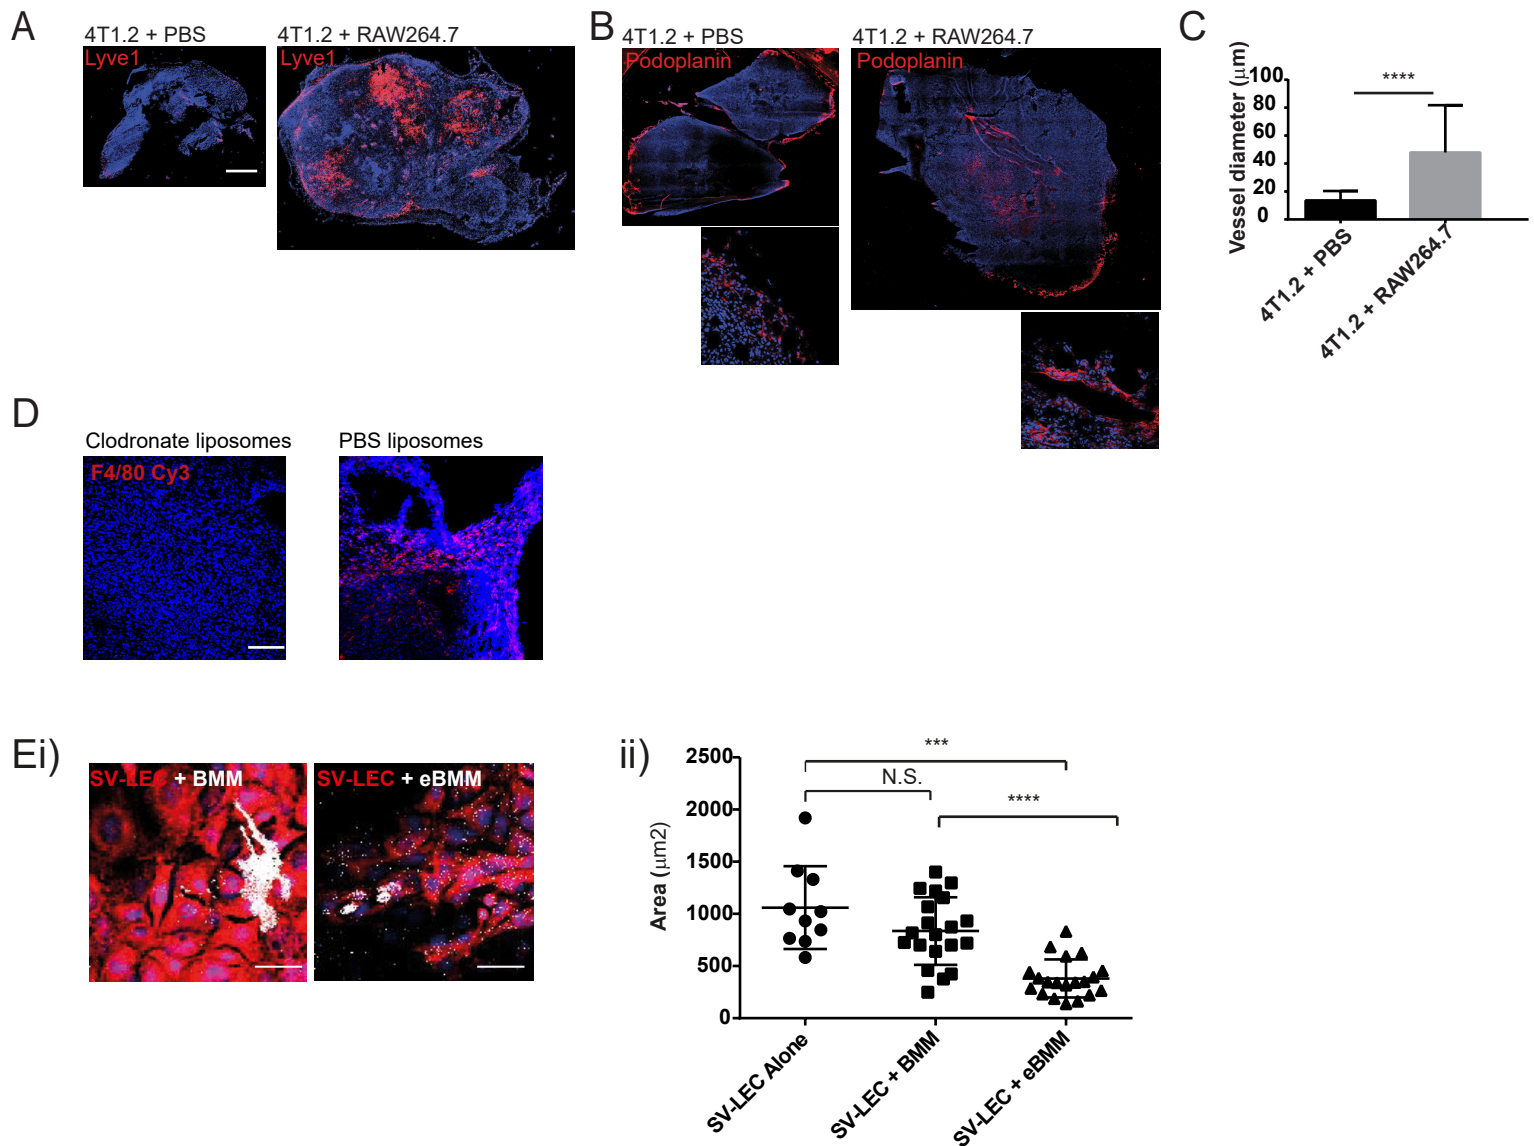 A
4T1.2 + PBS
Lyve1
4T1.2 + RAW264.7
Lyve1
B
4T1.2 + PBS
Podoplanin
4T1.2 + RAW264.7
Podoplanin
C
Vessel diameter (μm)
100
80
60
40
20
0
****
4T1.2 + PBS
4T1.2 + RAW264.7
D
Clodronate liposomes
F4/80 Cy3
PBS liposomes
Ei)
SV-LEC + BMM
SV-LEC + eBMM
ii)
Area (μm2)
2500
2000
1500
1000
500
0
***
N.S.
****
SV-LEC Alone
SV-LEC + BMM
SV-LEC + eBMM